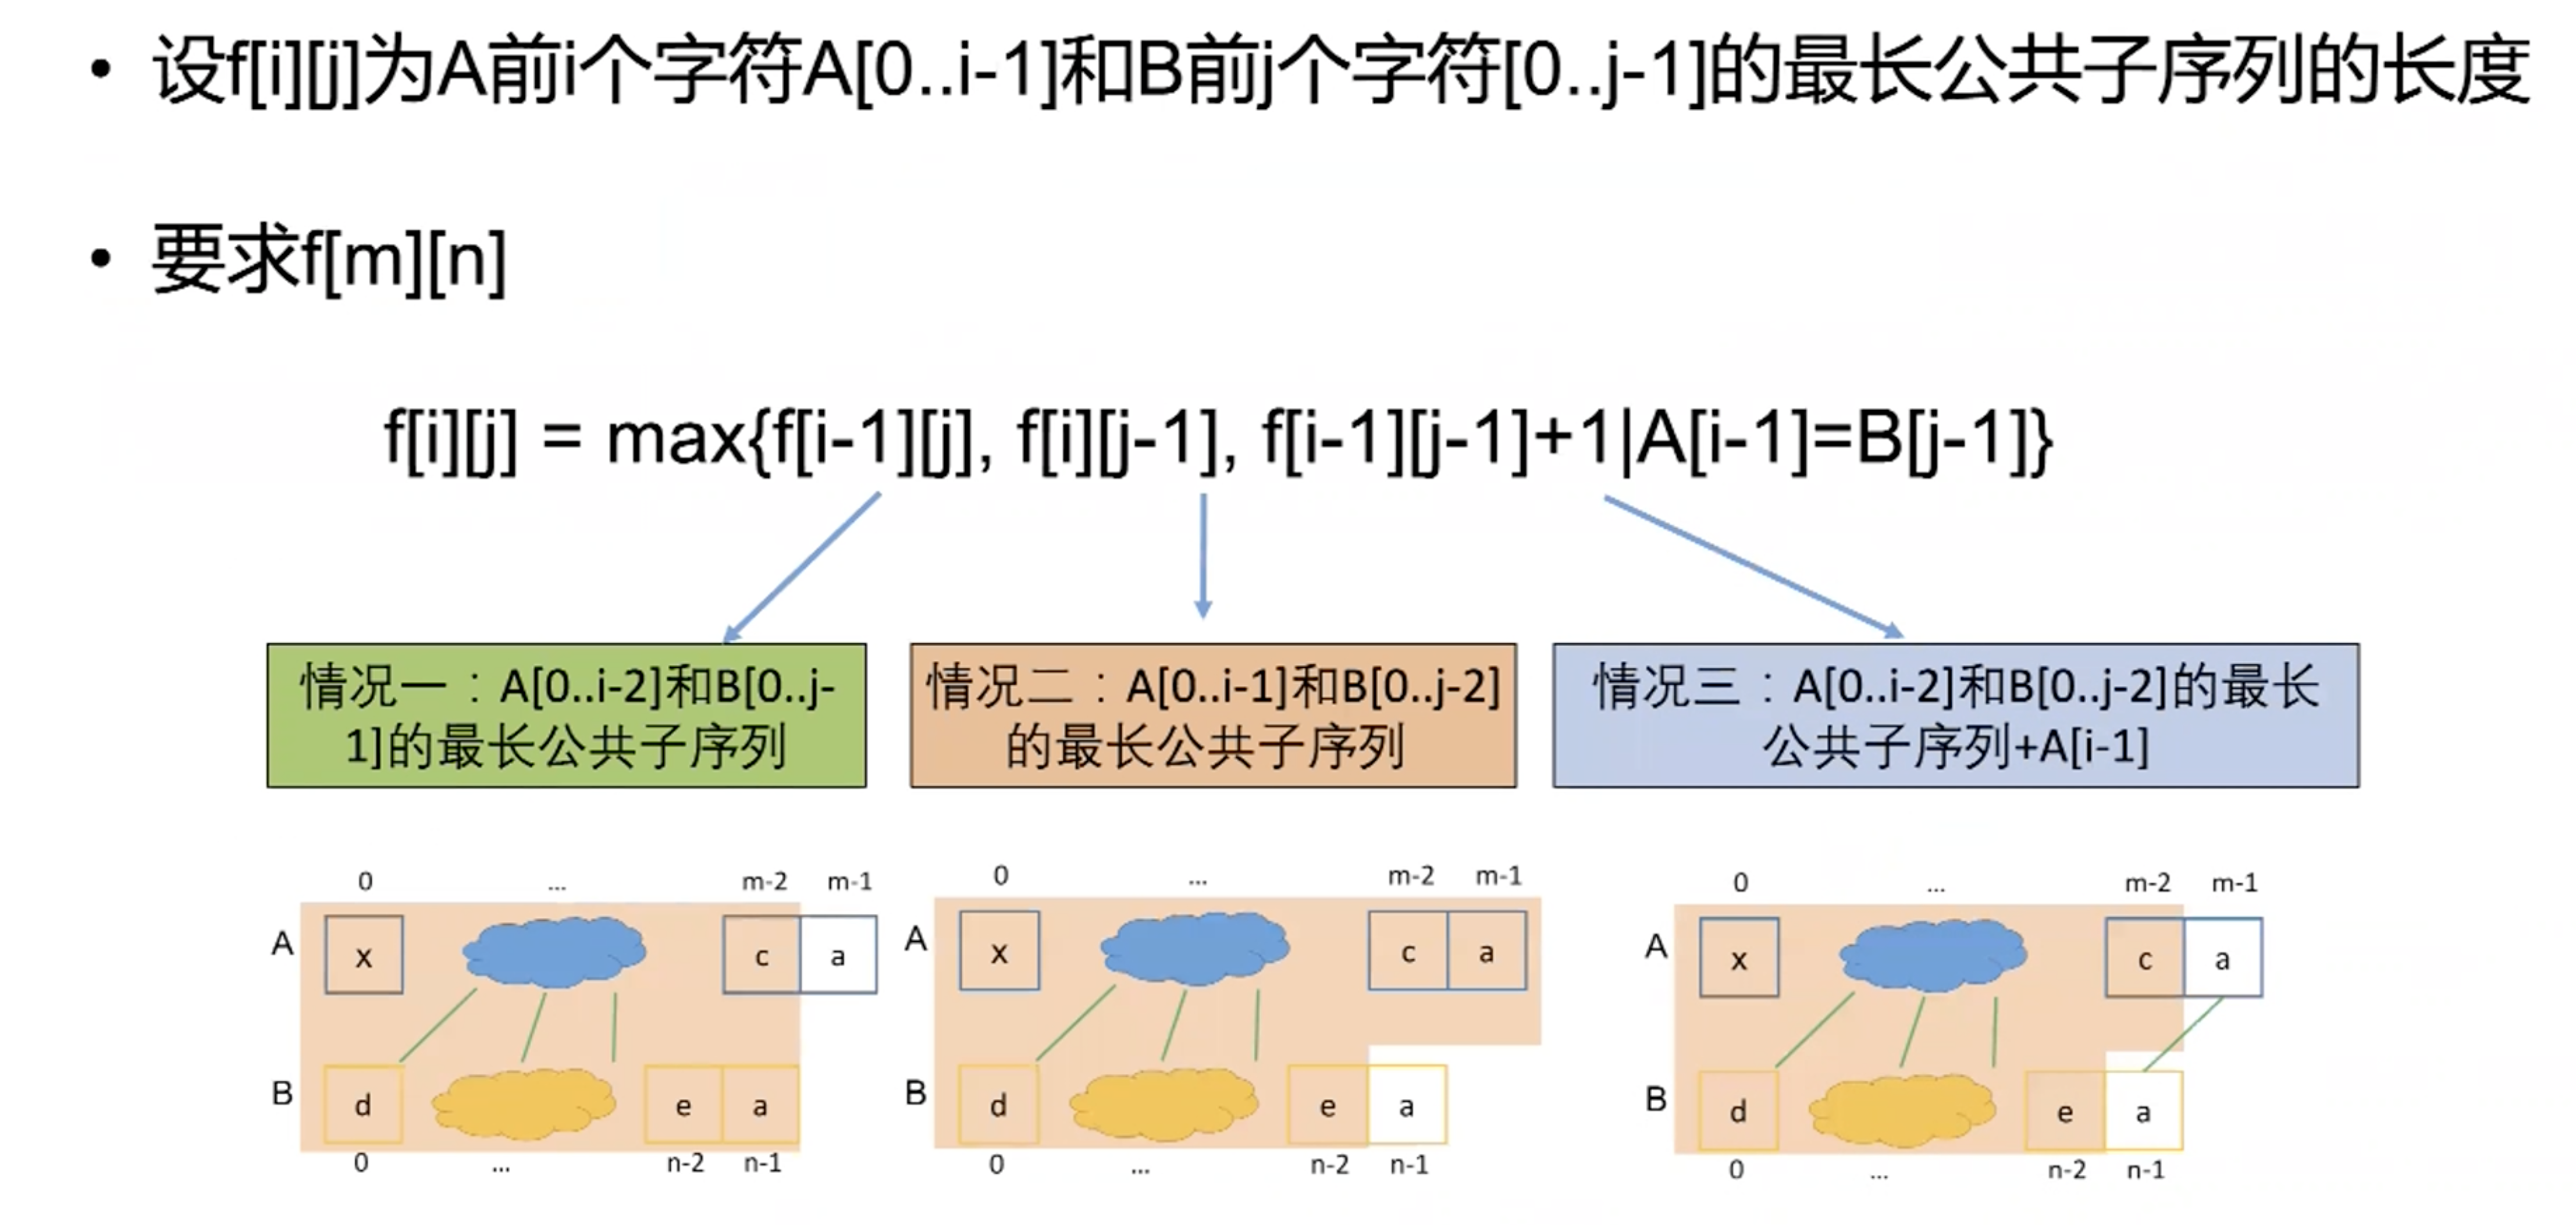 • 设f[i][j]为A前i个字符A[0..i-1]和B前j个字符[0..j-1]的最长公共子序列的长度
• 要求f[m][n]
f[i][j] = max{f[i-1][j], f[i][j-1], f[i-1][j-1]+1|A[i-1]=B[j-1]}
情况一：A[0..i-2]和B[0..j-
1]的最长公共子序列
情况二：A[0..i-1]和B[0..j-2]
的最长公共子序列
情况三：A[0..i-2]和B[0..j-2]的最长
公共子序列+A[i-1]
0 ... m-2 m-1
A x c a
B d e a
0 ... n-2 n-1
0 ... m-2 m-1
A x c a
B d e a
0 ... n-2 n-1
0 ... m-2 m-1
A x c a
B d e a
0 ... n-2 n-1